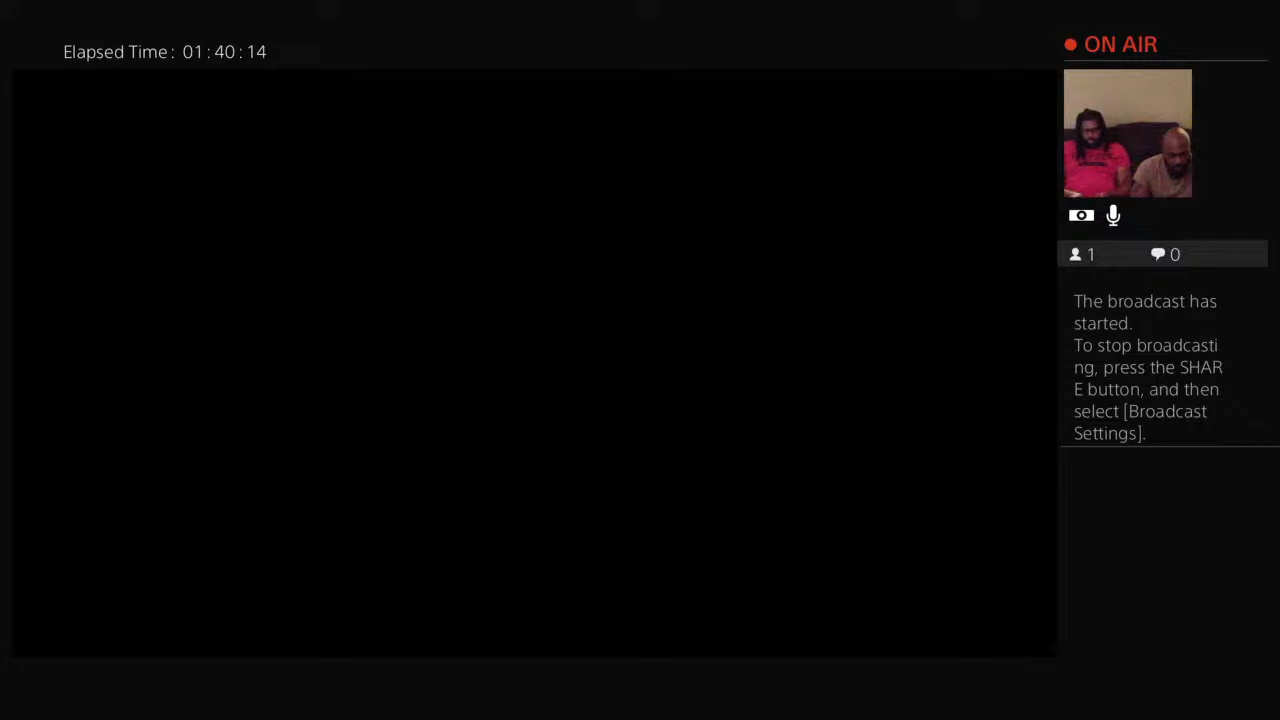 Elapsed Time: 01:40:14
ON AIR
1 0
The broadcast has
started.
To stop broadcasti
ng, press the SHAR
E button, and then
select [Broadcast
Settings].